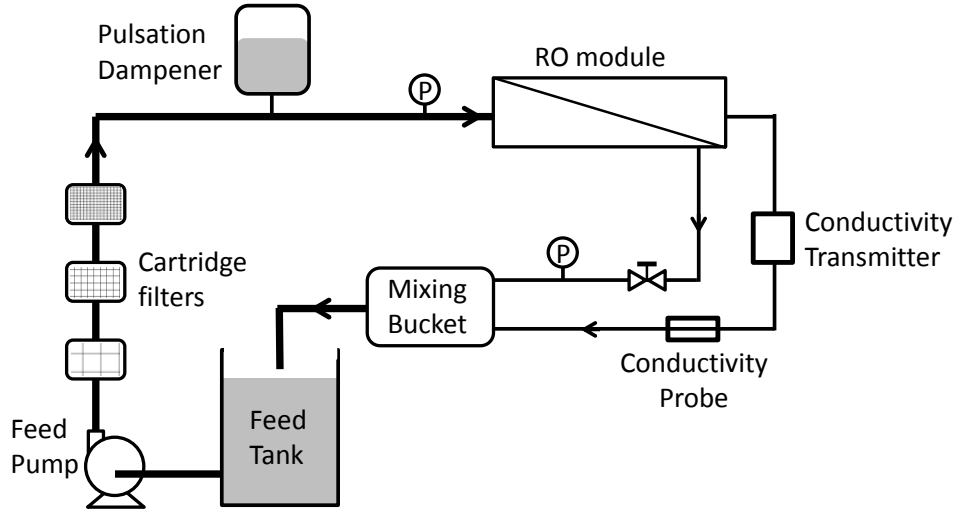 Pulsation
Dampener
P
RO module
Cartridge
filters
P
Mixing
Bucket
Conductivity
Transmitter
Conductivity
Probe
Feed
Pump
Feed
Tank